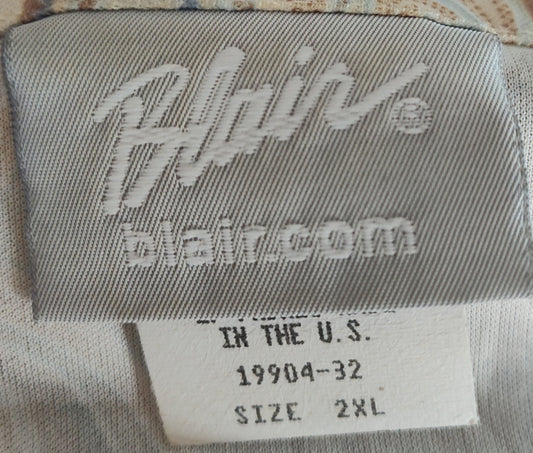 Blair®
blair.com
IN THE U.S.
19904-32
SIZE 2XL